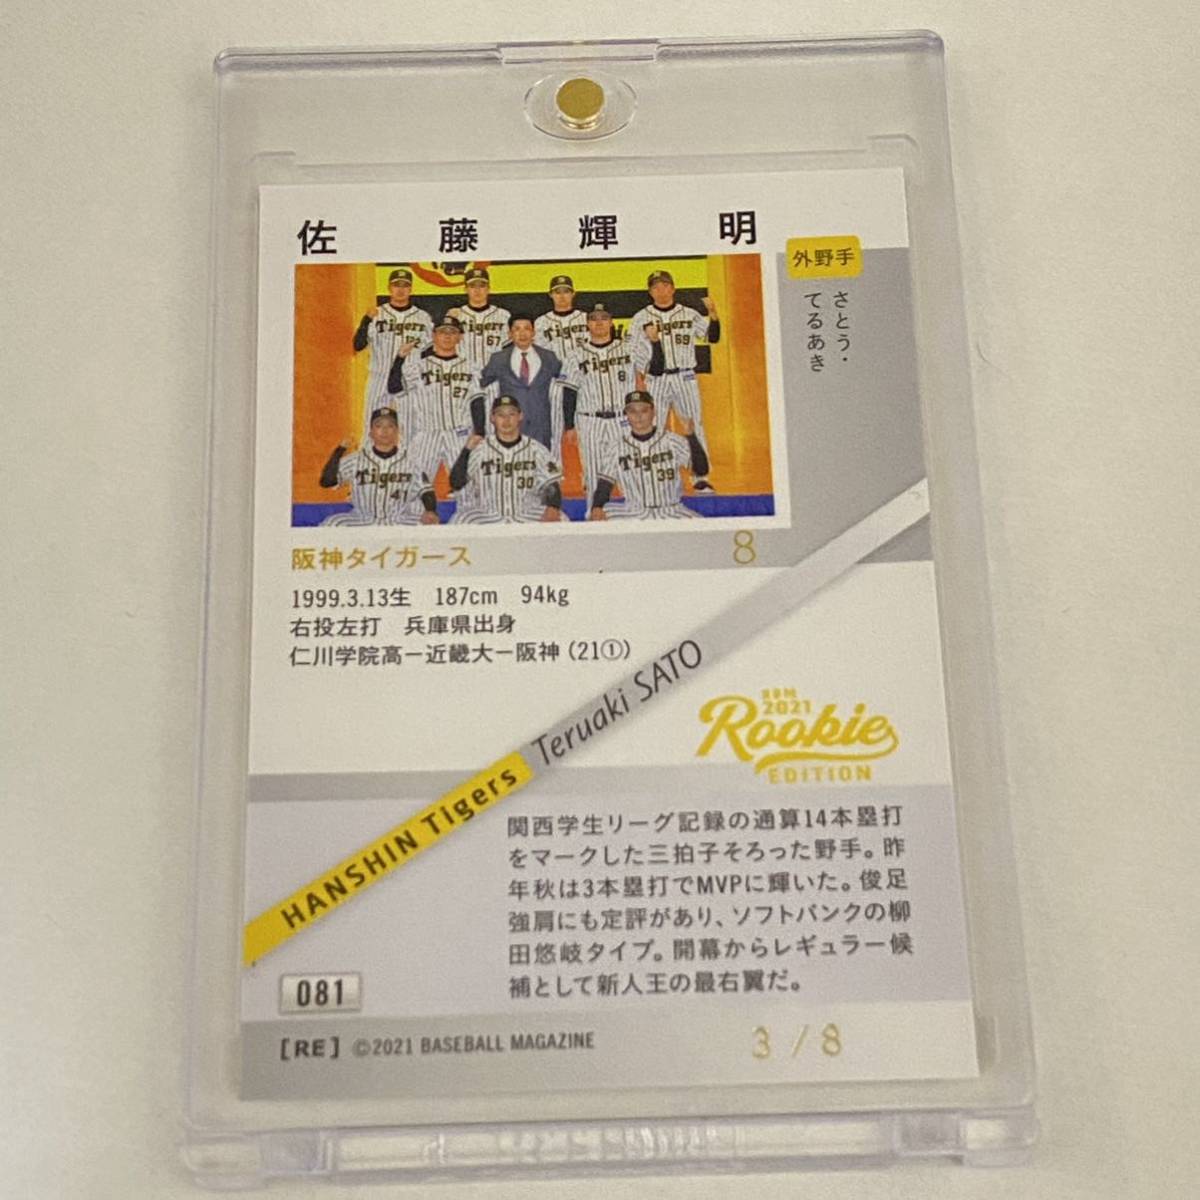 佐藤輝明
外野手
さとう・
てるあき
Tigers
Tigers
67
Tigers
Tigers
69
Tigers
27
Tigers
8
Tigers
41
Tigers
30
Tigers
39
阪神タイガース
8
1999.3.13生 187cm 94kg
右投左打 兵庫県出身
仁川学院高ー近畿大ー阪神(21①)
HANSHIN Tigers Teruaki SATO
BBM
2021
Rookie
EDITION
関西学生リーグ記録の通算14本塁打
をマークした三拍子そろった野手。昨
年秋は3本塁打でMVPに輝いた。俊足
強肩にも定評があり、ソフトバンクの柳
田悠岐タイプ。開幕からレギュラー候
補として新人王の最右翼だ。
081
[RE] ©2021 BASEBALL MAGAZINE
3/8